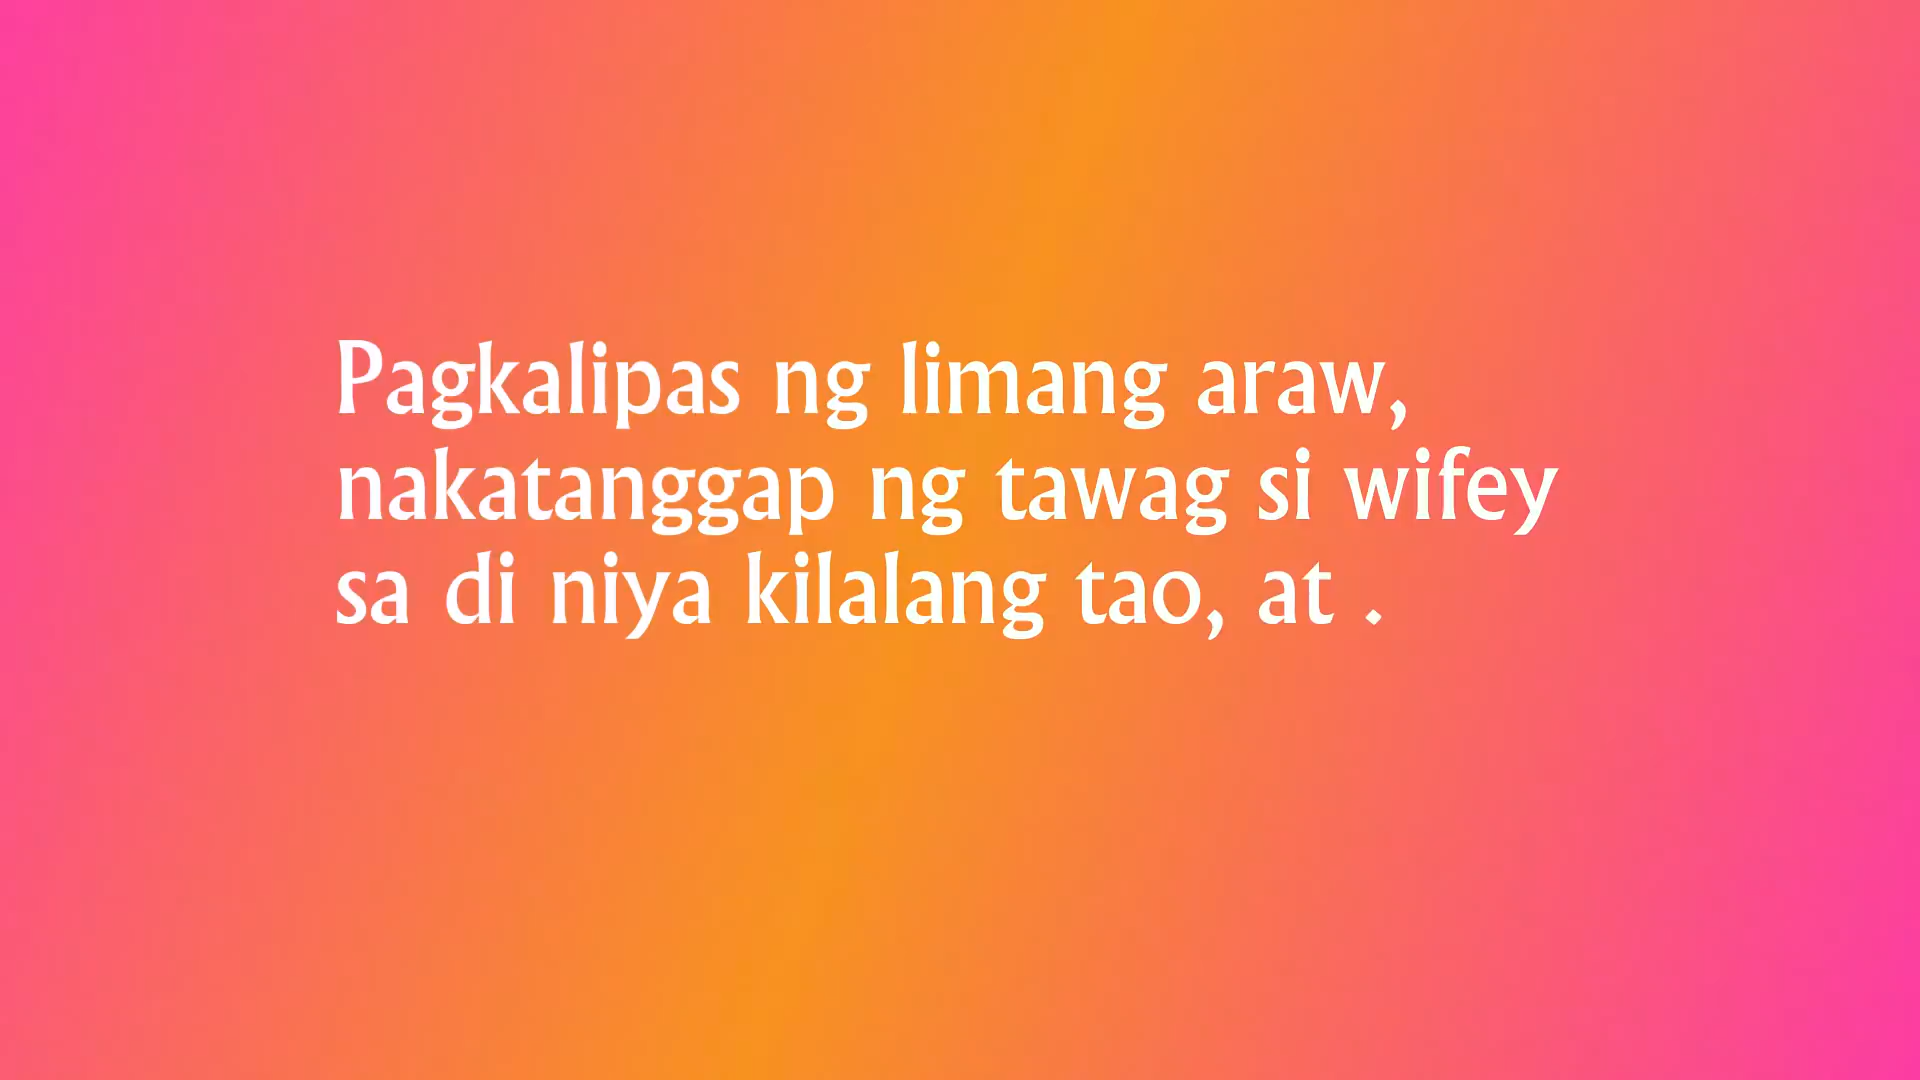 Pagkalipas ng limang araw,
nakatanggap ng tawag si wifey
sa di niya kilalang tao, at .